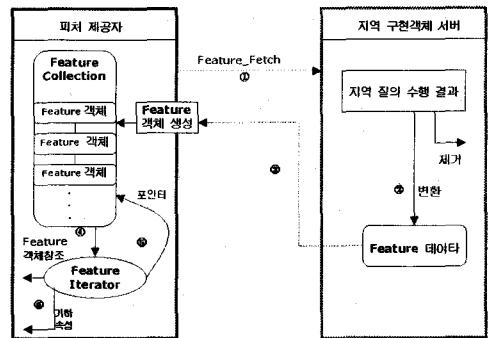 피처 제공자
Feature
Collection
Feature 객체
Feature 객체
Feature 객체
Feature_Fetch
①
Feature
객체 생성
포인터
④
⑤
Feature
객체참조
Feature
Iterator
⑥
기하
속성
지역 구현객체 서버
지역 질의 수행 결과
제거
②
변환
③
Feature 데이타